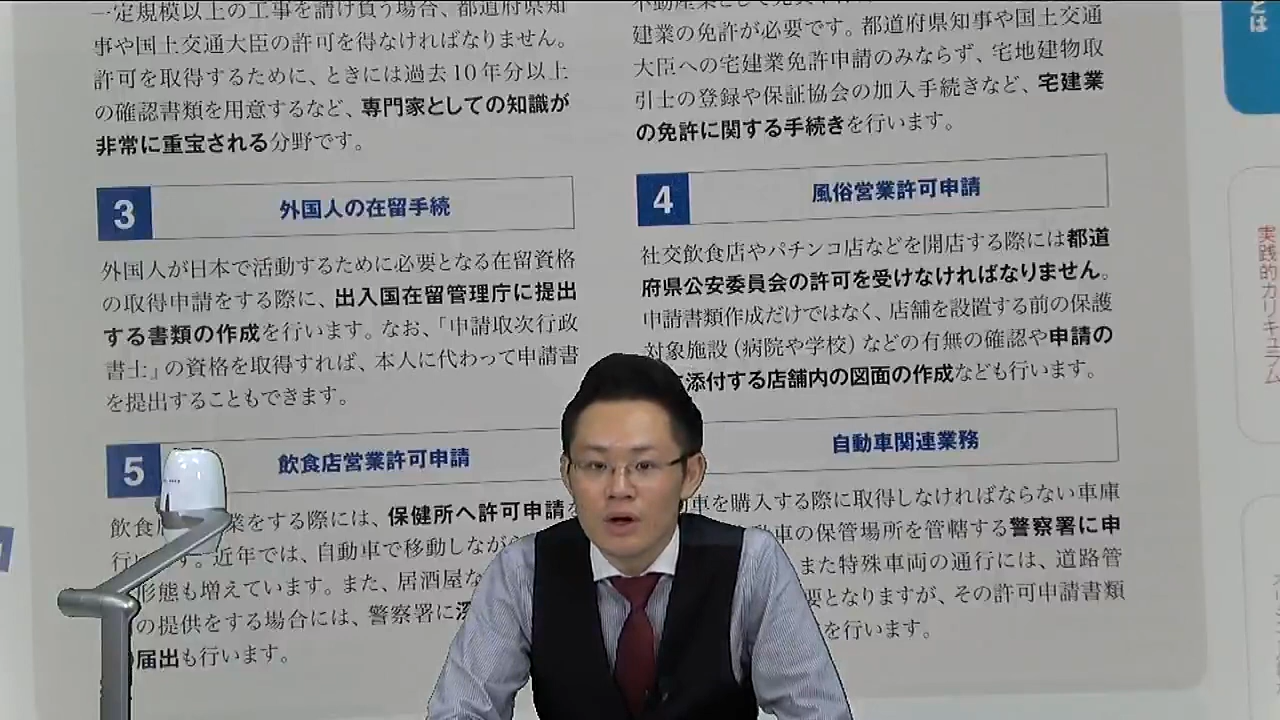 一定規模以上の工事を請け負う場合、都道府県知
事や国土交通大臣の許可を得なければなりません。
許可を取得するために、ときには過去10年分以上
の確認書類を用意するなど、専門家としての知識が
非常に重宝される分野です。
建業の免許が必要です。都道府県知事や国土交通
大臣への宅建業免許申請のみならず、宅地建物取
引士の登録や保証協会の加入手続きなど、宅建業
の免許に関する手続きを行います。
3 外国人の在留手続
外国人が日本で活動するために必要となる在留資格
の取得申請をする際に、出入国在留管理庁に提出
する書類の作成を行います。なお、「申請取次行政
書士」の資格を取得すれば、本人に代わって申請書
を提出することもできます。
4 風俗営業許可申請
社交飲食店やパチンコ店などを開店する際には都道
府県公安委員会の許可を受けなければなりません。
申請書類作成だけではなく、店舗を設置する前の保護
対象施設（病院や学校）などの有無の確認や申請の
添付する店舗内の図面の作成なども行います。
5 飲食店営業許可申請
飲食 業をする際には、保健所へ許可申請
行い す。近年では、自動車で移動しなが
形態も増えています。また、居酒屋な
の提供をする場合には、警察署に
届出も行います。
自動車関連業務
車を購入する際に取得しなければならない車庫
動車の保管場所を管轄する警察署に申
また特殊車両の通行には、道路管
要となりますが、その許可申請書類
を行います。
とは
実践的カリキュラム